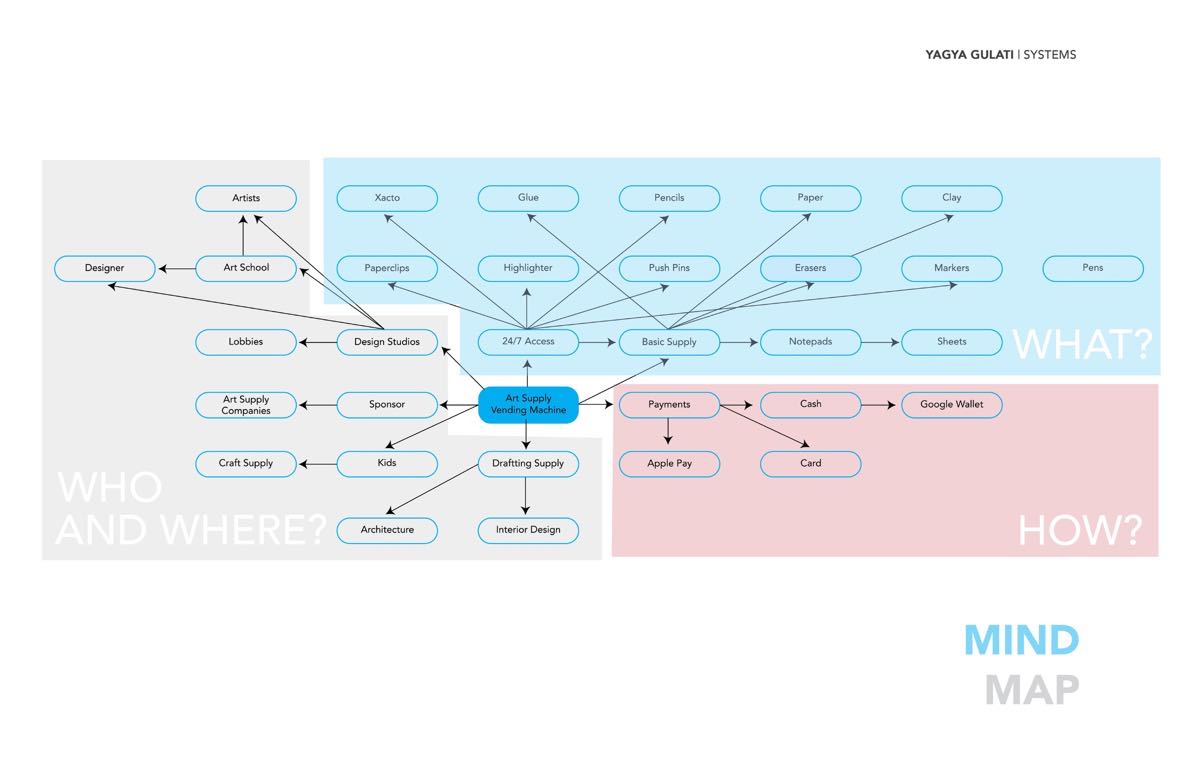 YAGYA GULATI | SYSTEMS
Artists
Xacto
Glue
Pencils
Paper
Clay
Designer
Art School
Paperclips
Highlighter
Push Pins
Erasers
Markers
Pens
Lobbies
Design Studios
24/7 Access
Basic Supply
Notepads
Sheets
WHAT?
Art Supply
Companies
Sponsor
Art Supply
Vending Machine
Payments
Cash
Google Wallet
Craft Supply
Kids
Draftting Supply
Apple Pay
Card
WHO
AND WHERE?
Architecture
Interior Design
HOW?
MIND
MAP